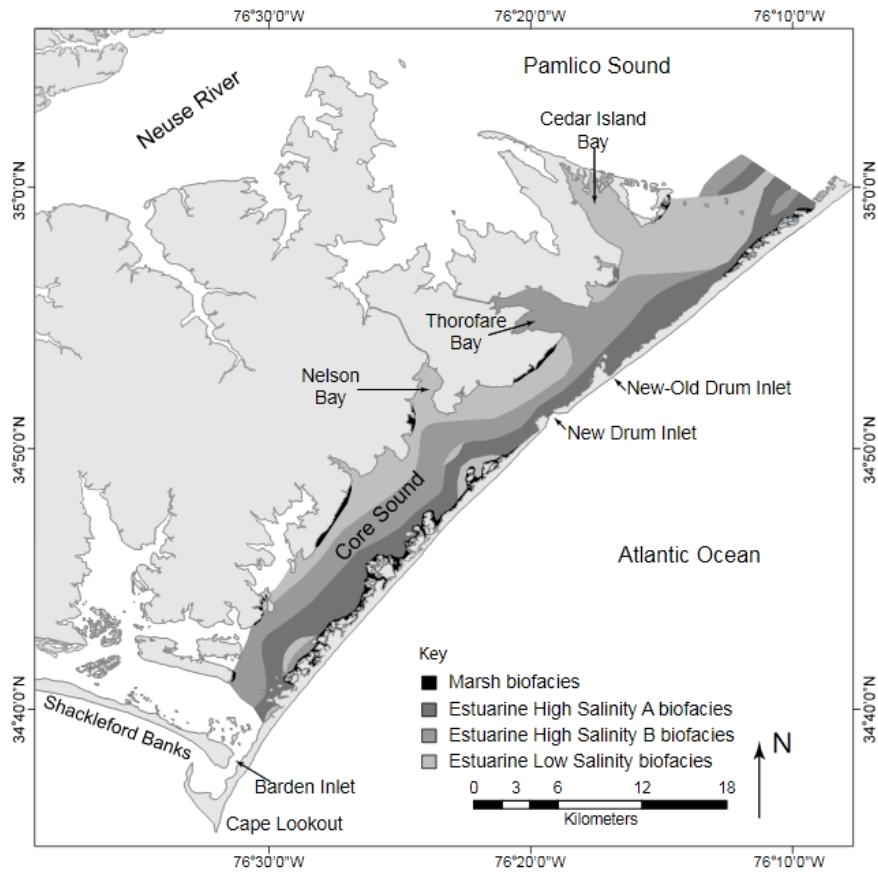 76°30'0"W
76°20'0"W
76°10'0"W
Pamlico Sound
Neuse River
Cedar Island
Bay
35°0'0"N
35°0'0"N
Thorofare
Bay
Nelson
Bay
New-Old Drum Inlet
New Drum Inlet
34°50'0"N
34°50'0"N
Core Sound
Atlantic Ocean
Key
Marsh biofacies
Estuarine High Salinity A biofacies
Estuarine High Salinity B biofacies
Estuarine Low Salinity biofacies
34°40'0"N
34°40'0"N
Shackleford Banks
N
Barden Inlet
0 3 6 12 18
Kilometers
Cape Lookout
76°30'0"W
76°20'0"W
76°10'0"W